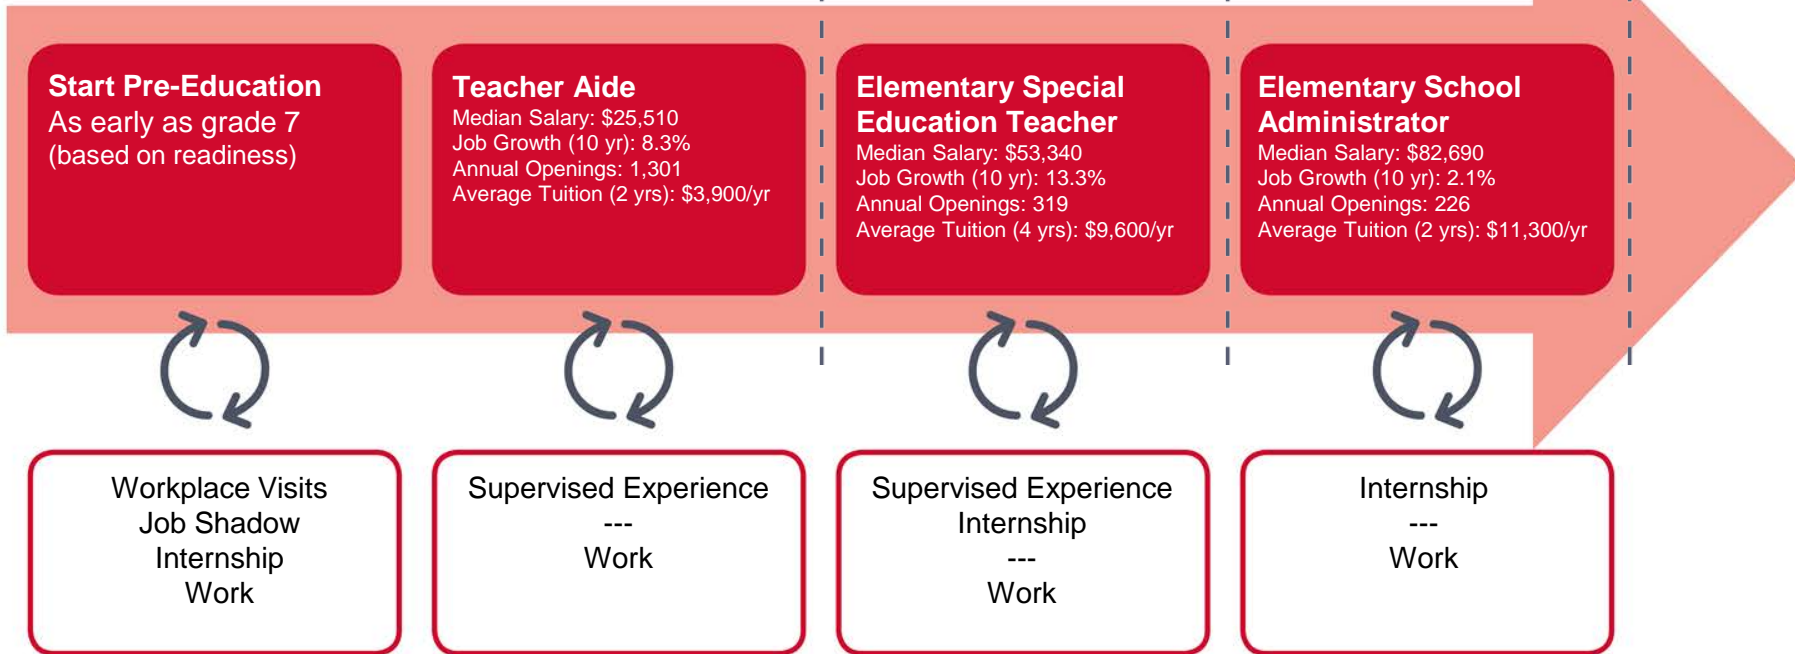 Start Pre-Education
As early as grade 7
(based on readiness)
Teacher Aide
Median Salary: $25,510
Job Growth (10 yr): 8.3%
Annual Openings: 1,301
Average Tuition (2 yrs): $3,900/yr
Elementary Special
Education Teacher
Median Salary: $53,340
Job Growth (10 yr): 13.3%
Annual Openings: 319
Average Tuition (4 yrs): $9,600/yr
Elementary School
Administrator
Median Salary: $82,690
Job Growth (10 yr): 2.1%
Annual Openings: 226
Average Tuition (2 yrs): $11,300/yr
Workplace Visits
Job Shadow
Internship
Work
Supervised Experience
---
Work
Supervised Experience
Internship
---
Work
Internship
---
Work